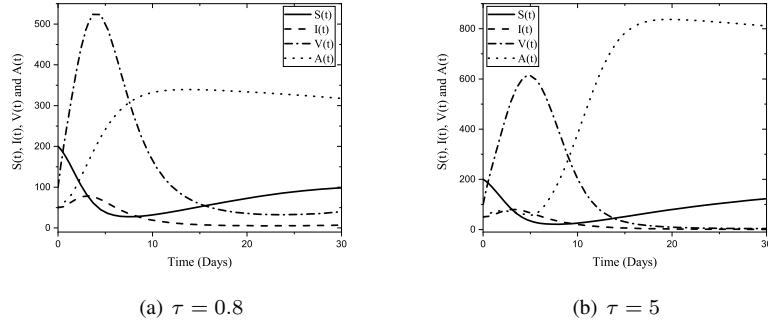 S(t)
I(t)
V(t)
A(t)
S(t), I(t), V(t) and A(t)
500
400
300
200
100
0
0
10
20
30
Time (Days)
(a) τ = 0.8
S(t)
I(t)
V(t)
A(t)
S(t), I(t), V(t) and A(t)
800
600
400
200
0
0
10
20
30
Time (Days)
(b) τ = 5